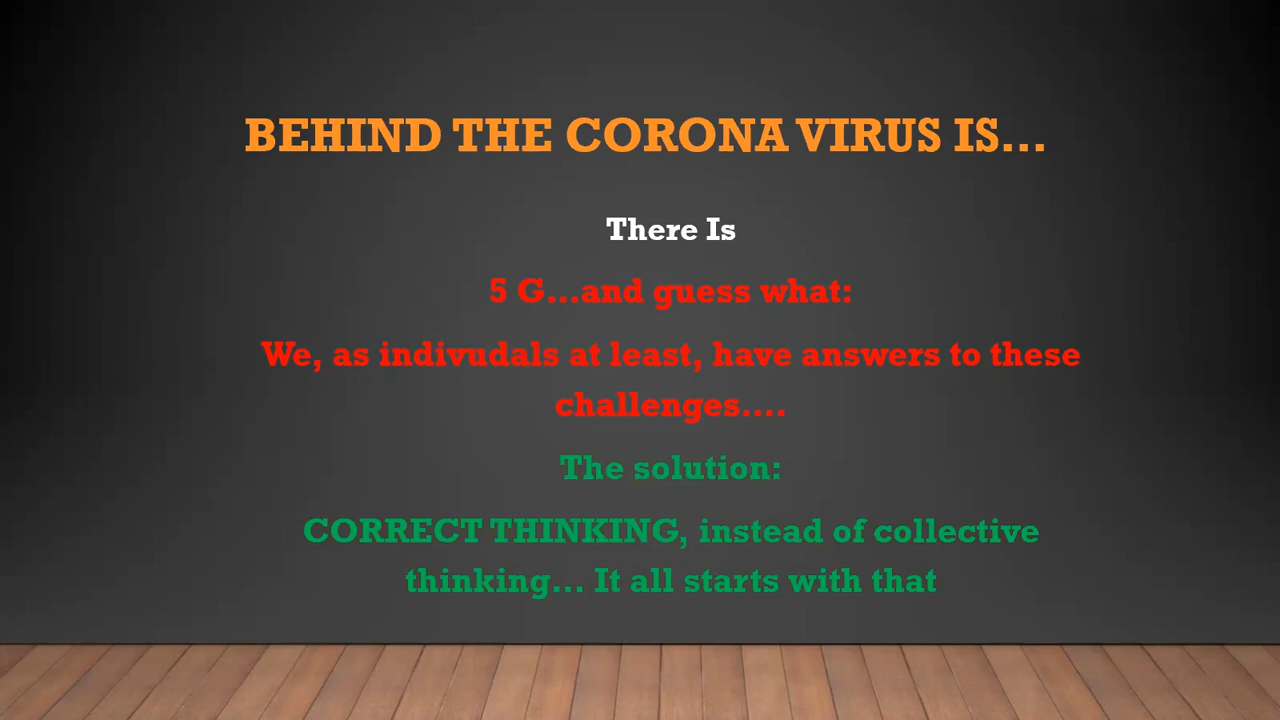 BEHIND THE CORONA VIRUS IS...
There Is
5 G...and guess what:
We, as indivudals at least, have answers to these
challenges....
The solution:
CORRECT THINKING, instead of collective
thinking... It all starts with that